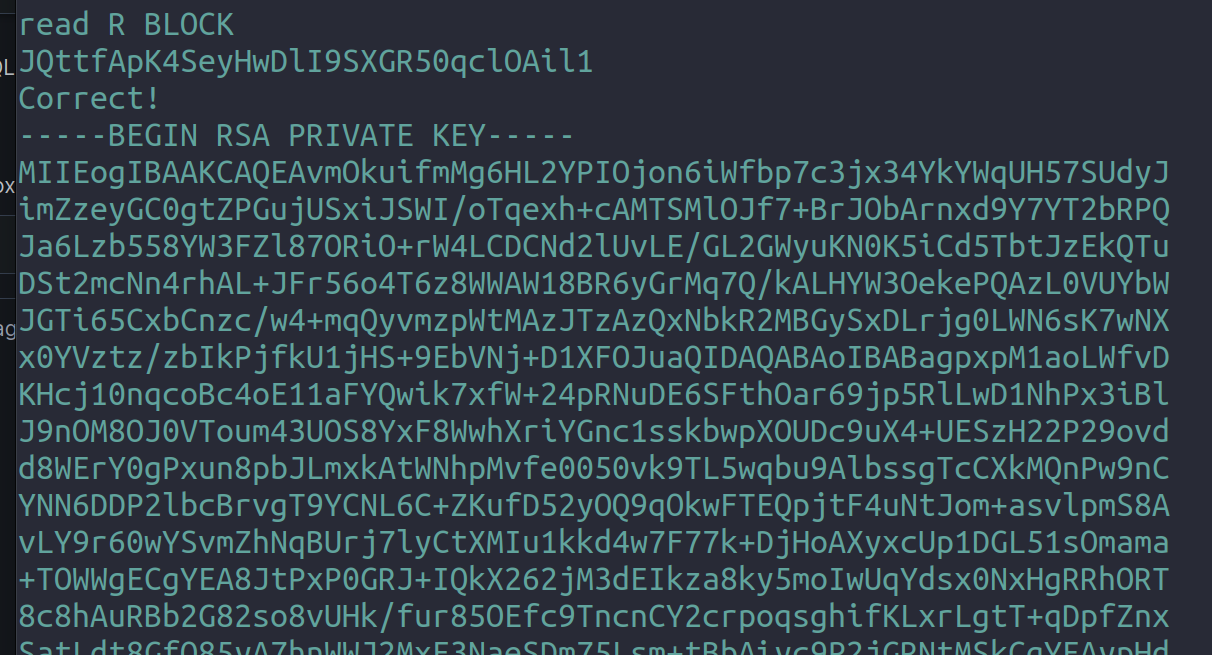 read R BLOCK
JQttfApK4SeyHwDlI9SXGR50qclOAil1
Correct!
-----BEGIN RSA PRIVATE KEY-----
MIIEogIBAAKCAQEAvmOkuifmMg6HL2YPIOjon6iWfbp7c3jx34YkYWqUH57SUdyJ
imZzeyGC0gtZPGujUSxiJSWI/oTqexh+cAMTSMlOJf7+BrJObArnxd9Y7YT2bRPQ
Ja6Lzb558YW3FZl87ORiO+rW4LCDCNd2lUvLE/GL2GWyuKN0K5iCd5TbtJzEkQTu
DSt2mcNn4rhAL+JFr56o4T6z8WWAW18BR6yGrMq7Q/kALHYW3OekePQAzL0VUYbW
JGTi65CxbCnzc/w4+mqQyvmzpWtMAzJTzAzQxNbkR2MBGySxDLrjg0LWN6sK7wNX
x0YVztz/zbIkPjfkU1jHS+9EbVNj+D1XFOJuaQIDAQABAoIBABagpxpM1aoLWfvD
KHcj10nqcoBc4oE11aFYQwik7xfW+24pRNuDE6SFthOar69jp5RlLwD1NhPx3iBl
J9nOM8OJ0VToum43UOS8YxF8WwhXriYGnc1sskbwpXOUDc9uX4+UESzH22P29ovd
d8WErY0gPxun8pbJLmxkAtWNhpMvfe0050vk9TL5wqbu9AlbssgTcCXkMQnPw9nC
YNN6DDP2lbcBrvgT9YCNL6C+ZKufD52yOQ9qOkwFTEQpjtF4uNtJom+asvlpmS8A
vLY9r60wYSvmZhNqBUrj7lyCtXMIu1kkd4w7F77k+DjHoAXyxcUp1DGL51sOmama
+TOWWgECgYEA8JtPxP0GRJ+IQkX262jM3dEIkza8ky5moIwUqYdsx0NxHgRRhORT
8c8hAuRBb2G82so8vUHk/fur85OEfc9TncnCY2crpoqsghifKLxrLgtT+qDpfZnx
SatLdt8GfQ85yA7hnWWJ2MxF3NaeSDm75Lsm+tBbAiyc9P2jGRNtMSkCgYEAypHd